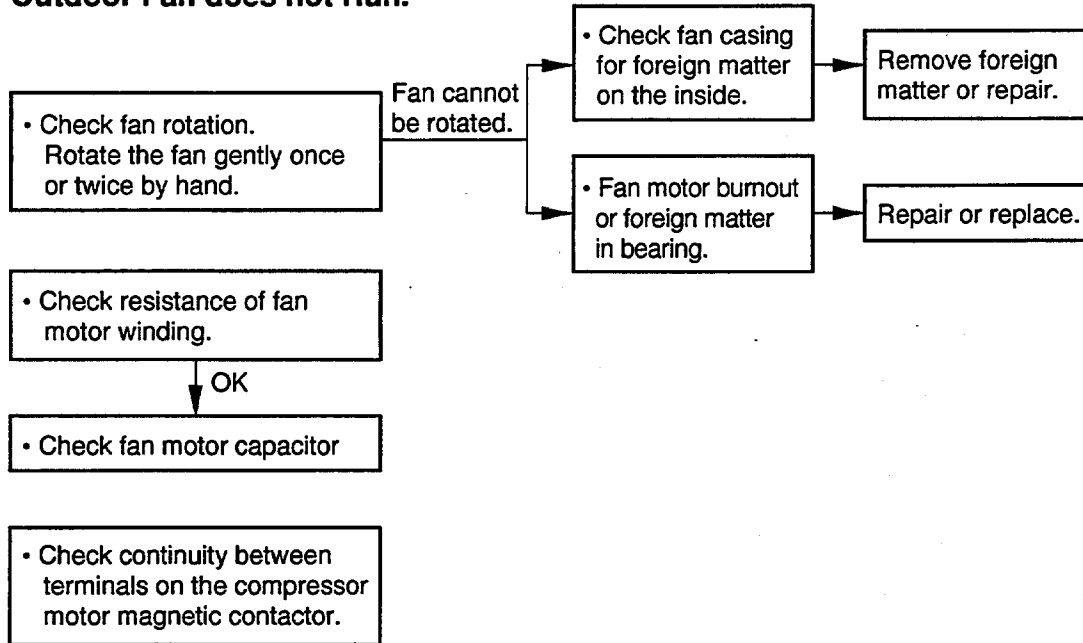 Outdoor Fan does not Run.
• Check fan rotation.
Rotate the fan gently once
or twice by hand.
Fan cannot
be rotated.
• Check fan casing
for foreign matter
on the inside.
Remove foreign
matter or repair.
• Fan motor burnout
or foreign matter
in bearing.
Repair or replace.
• Check resistance of fan
motor winding.
OK
• Check fan motor capacitor
• Check continuity between
terminals on the compressor
motor magnetic contactor.